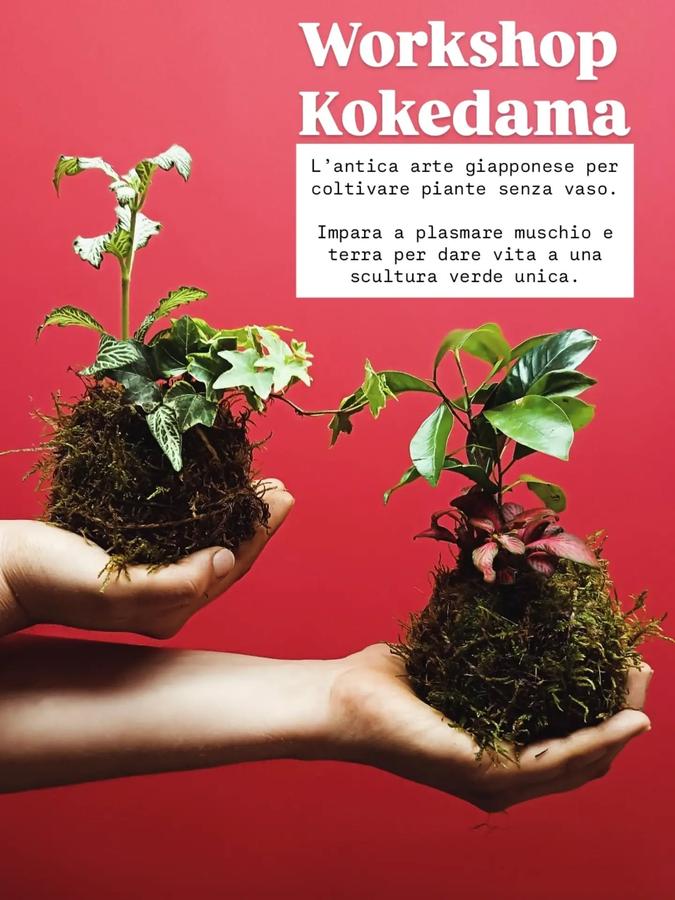 Workshop
Kokedama
L'antica arte giapponese per
coltivare piante senza vaso.
Impara a plasmare muschio e
terra per dare vita a una
scultura verde unica.